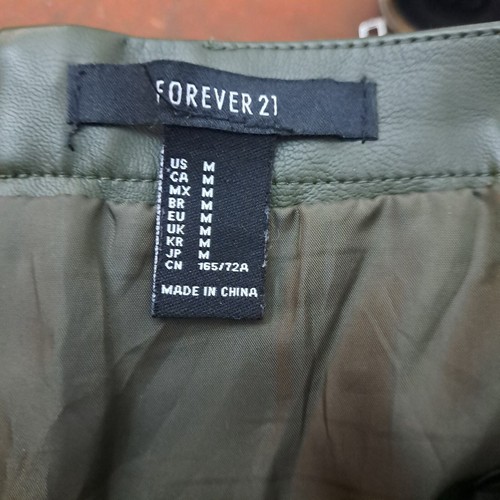 FOREVER 21
US M
CA M
MX M
BR M
EU M
UK M
KR M
JP M
CN 165/72A
MADE IN CHINA